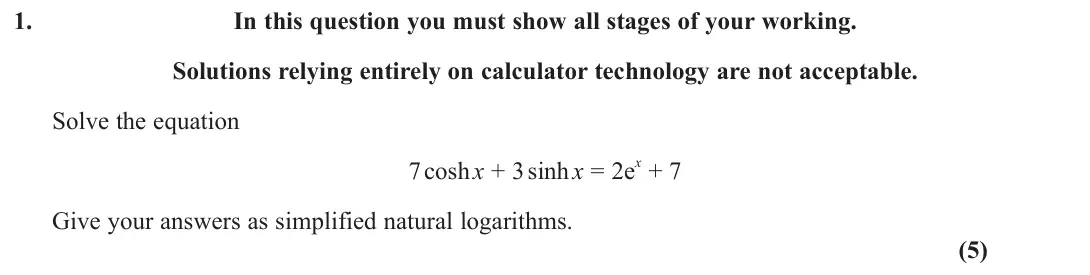 1. In this question you must show all stages of your working.
Solutions relying entirely on calculator technology are not acceptable.
Solve the equation
7 cosh x + 3 sinh x = 2eˣ + 7
Give your answers as simplified natural logarithms.
(5)